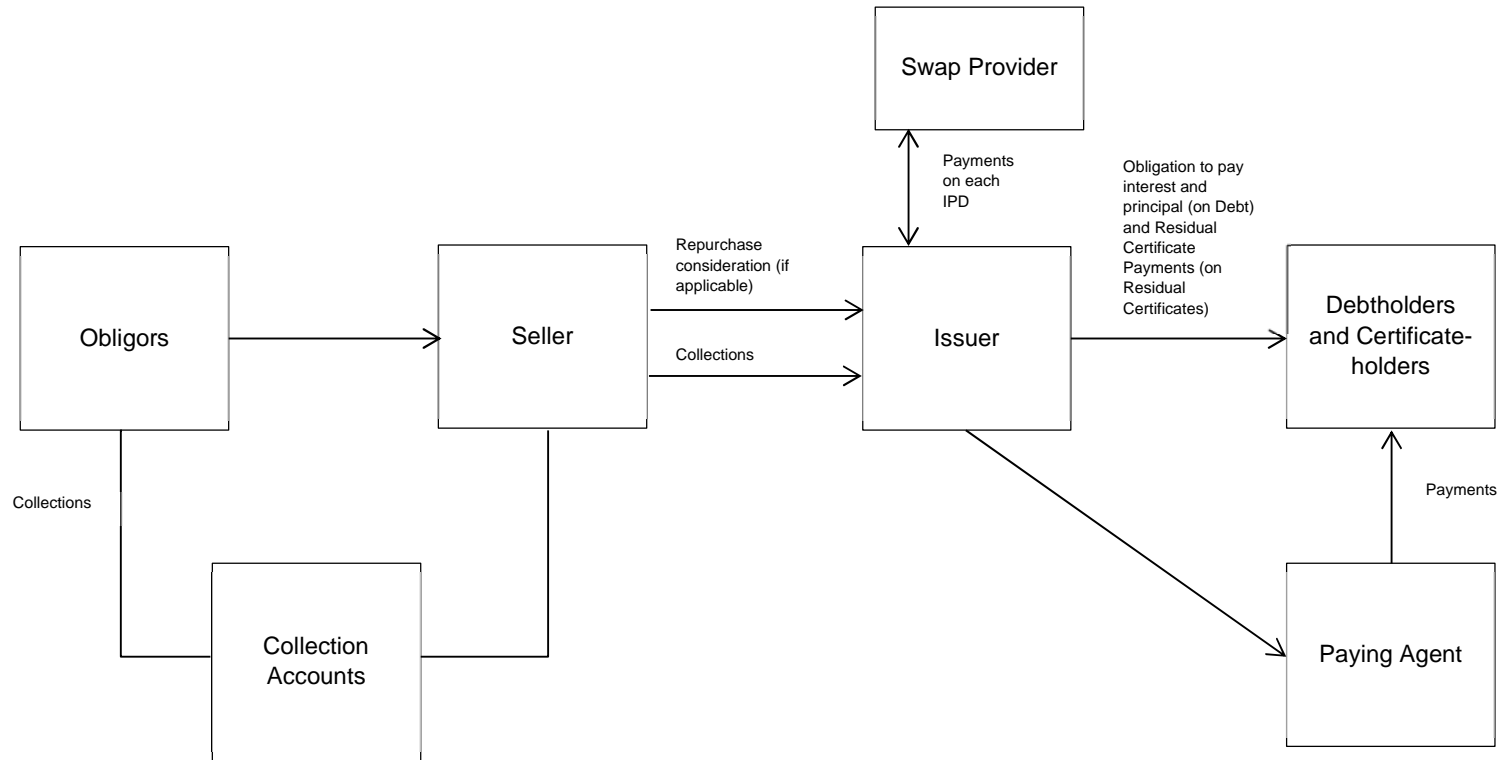 Swap Provider
Payments
on each
IPD
Obligation to pay
interest and
principal (on Debt)
and Residual
Certificate
Payments (on
Residual
Certificates)
Repurchase
consideration (if
applicable)
Obligors
Seller
Issuer
Debtholders
and Certificate-
holders
Collections
Collections
Payments
Collection
Accounts
Paying Agent